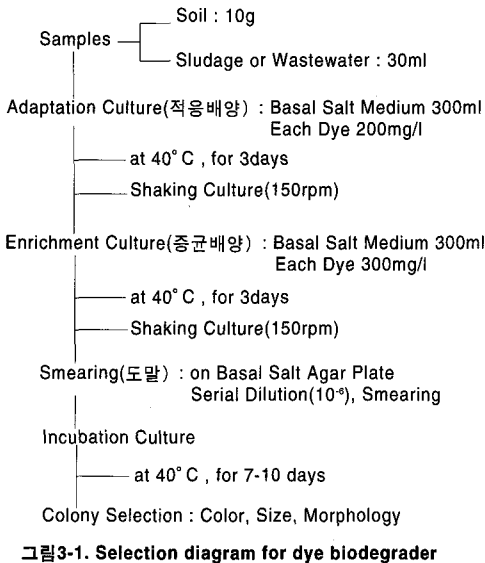 Soil : 10g
Samples
Sludage or Wastewater : 30ml
Adaptation Culture(적응배양) : Basal Salt Medium 300ml
Each Dye 200mg/l
at 40°C , for 3days
Shaking Culture(150rpm)
Enrichment Culture(증균배양) : Basal Salt Medium 300ml
Each Dye 300mg/l
at 40°C , for 3days
Shaking Culture(150rpm)
Smearing(도말) : on Basal Salt Agar Plate
Serial Dilution(10⁻⁶), Smearing
Incubation Culture
at 40°C , for 7-10 days
Colony Selection : Color, Size, Morphology
그림3-1. Selection diagram for dye biodegrader